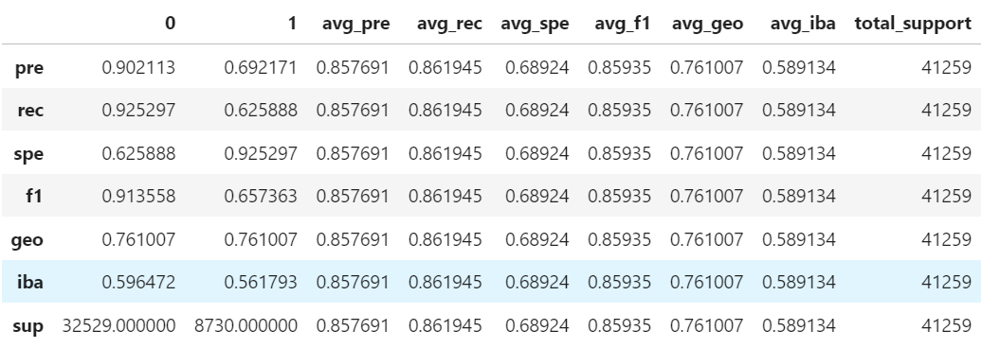 0 1 avg_pre avg_rec avg_spe avg_f1 avg_geo avg_iba total_support
pre 0.902113 0.692171 0.857691 0.861945 0.68924 0.85935 0.761007 0.589134 41259
rec 0.925297 0.625888 0.857691 0.861945 0.68924 0.85935 0.761007 0.589134 41259
spe 0.625888 0.925297 0.857691 0.861945 0.68924 0.85935 0.761007 0.589134 41259
f1 0.913558 0.657363 0.857691 0.861945 0.68924 0.85935 0.761007 0.589134 41259
geo 0.761007 0.761007 0.857691 0.861945 0.68924 0.85935 0.761007 0.589134 41259
iba 0.596472 0.561793 0.857691 0.861945 0.68924 0.85935 0.761007 0.589134 41259
sup 32529.000000 8730.000000 0.857691 0.861945 0.68924 0.85935 0.761007 0.589134 41259